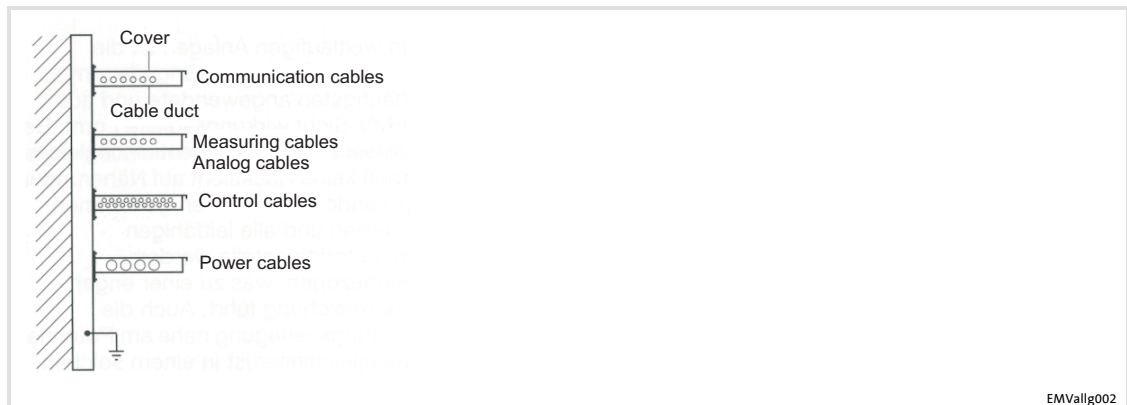 Cover
Communication cables
Cable duct
Measuring cables
Analog cables
Control cables
Power cables
EMVallg002